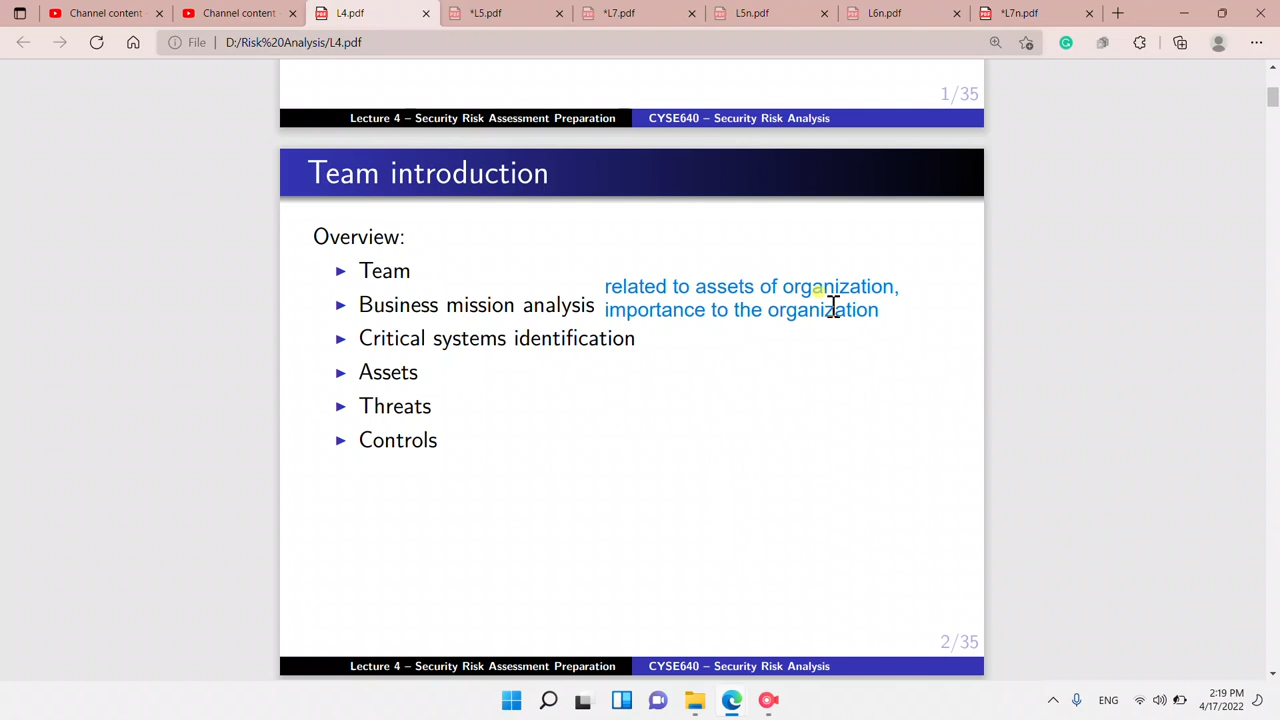 Channel content
Channel content
L4.pdf
*L5.pdf
*L7.pdf
L5n.pdf
L6n.pdf
*L7n.pdf
File
D:/Risk%20Analysis/L4.pdf
1/35
Lecture 4 – Security Risk Assessment Preparation
CYSE640 – Security Risk Analysis
Team introduction
Overview:
Team
Business mission analysis
related to assets of organization,
importance to the organization
Critical systems identification
Assets
Threats
Controls
2/35
Lecture 4 – Security Risk Assessment Preparation
CYSE640 – Security Risk Analysis
ENG
2:19 PM
4/17/2022